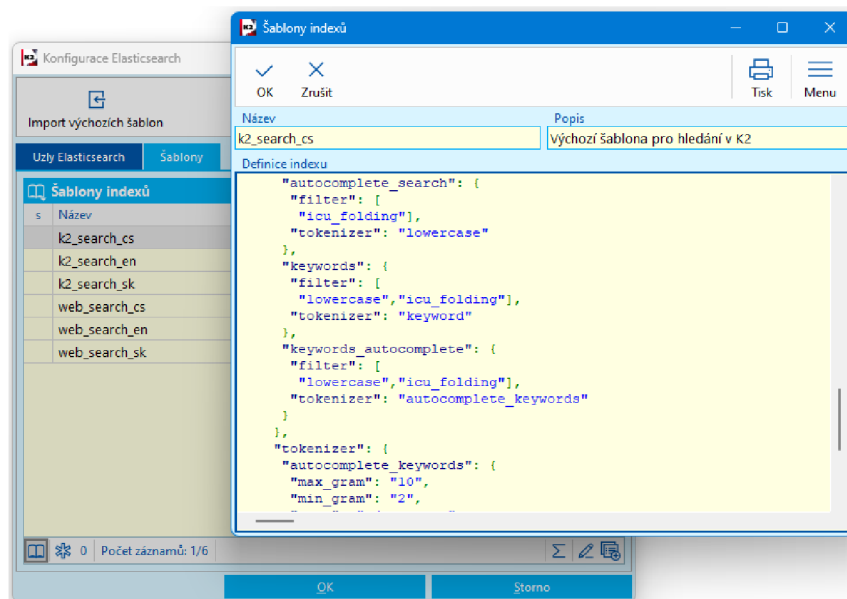 Konfigurace Elasticsearch
Import výchozích šablon
Uzly Elasticsearch
Šablony
Šablony indexů
s Název
k2_search_cs
k2_search_en
k2_search_sk
web_search_cs
web_search_en
web_search_sk
0 Počet záznamů: 1/6
OK
Storno
K2 Šablony indexů
OK
Zrušit
Tisk
Menu
Název
Popis
k2_search_cs
Výchozí šablona pro hledání v K2
Definice indexu
"autocomplete_search": {
"filter": [
"icu_folding"],
"tokenizer": "lowercase"
},
"keywords": {
"filter": [
"lowercase","icu_folding"],
"tokenizer": "keyword"
},
"keywords_autocomplete": {
"filter": [
"lowercase","icu_folding"],
"tokenizer": "autocomplete_keywords"
}
},
"tokenizer": {
"autocomplete_keywords": {
"max_gram": "10",
"min_gram": "2",